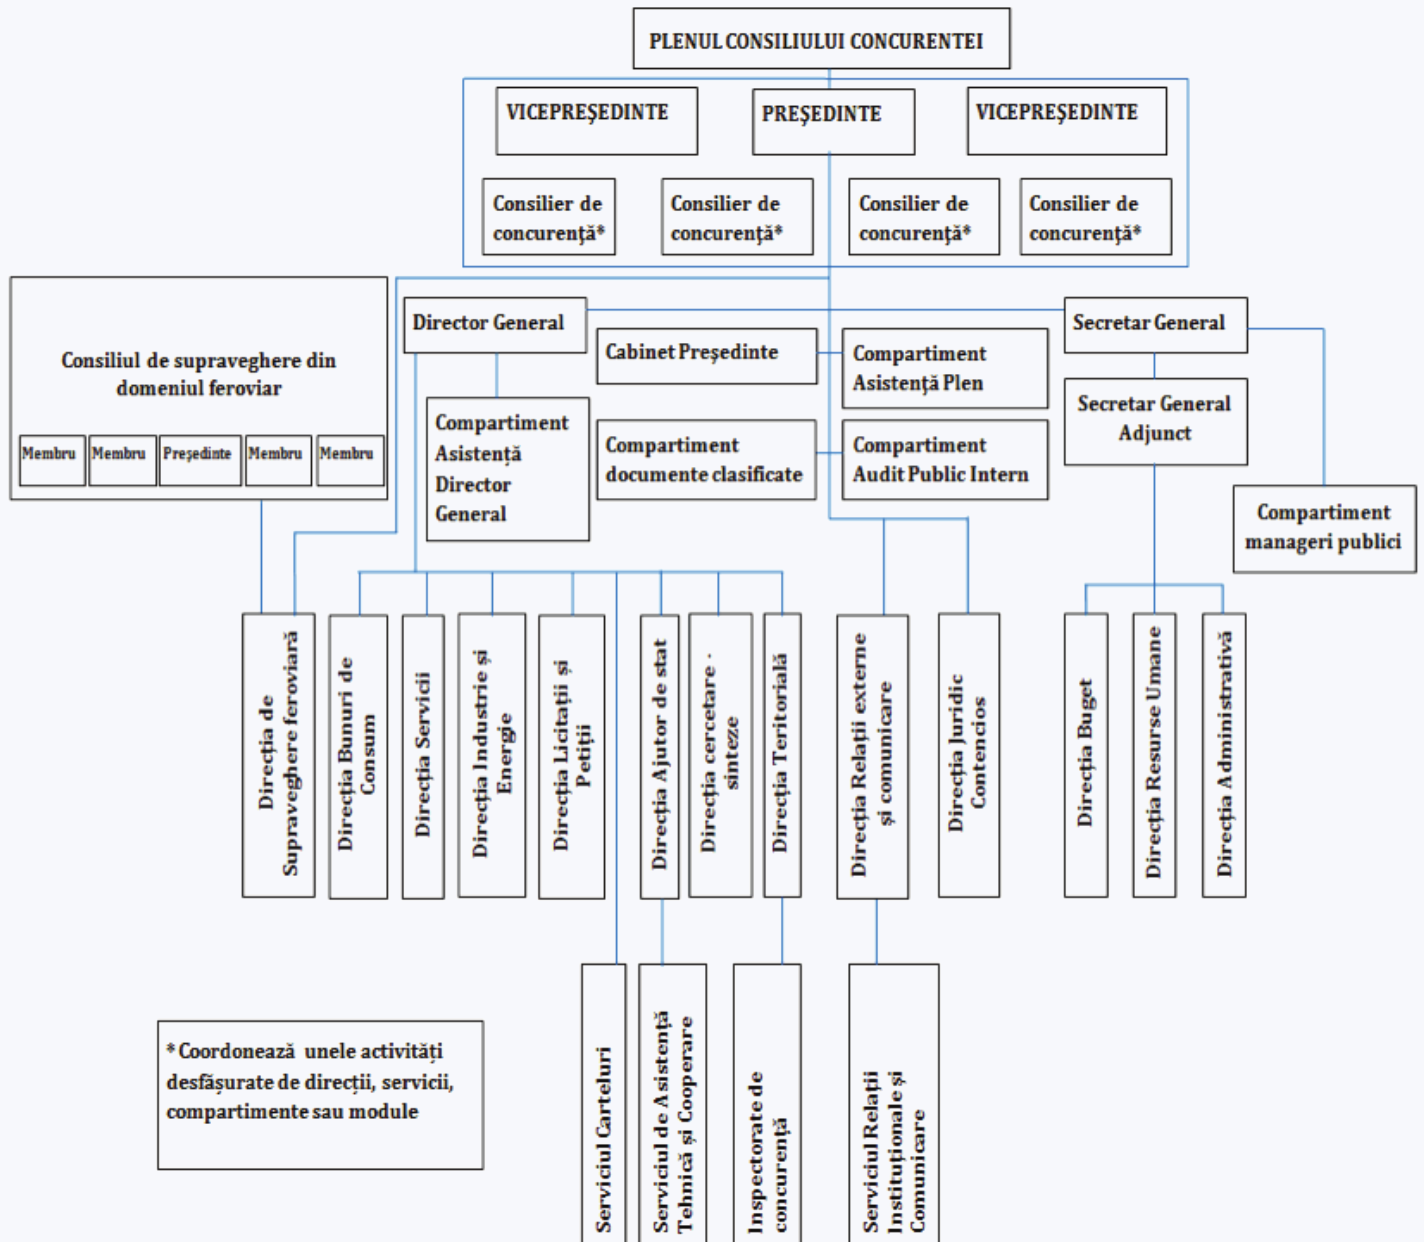 PLENUL CONSILIULUI CONCURENTEI
VICEPREȘEDINTE
PREȘEDINTE
VICEPREȘEDINTE
Consilier de
concurență*
Consilier de
concurență*
Consilier de
concurență*
Consilier de
concurență*
Consiliul de supraveghere din
domeniul feroviar
Membru
Membru
Președinte
Membru
Membru
Director General
Secretar General
Cabinet Președinte
Compartiment
Asistență Plen
Compartiment
Asistență
Director
General
Compartiment
documente clasificate
Compartiment
Audit Public Intern
Secretar General
Adjunct
Compartiment
manageri publici
Direcția de
Supraveghere feroviară
Direcția Bunuri de
Consum
Direcția Servicii
Direcția Industrie și
Energie
Direcția Licitații și
Petiții
Direcția Ajutor de stat
Direcția cercetare -
sinteze
Direcția Teritorială
Direcția Relații externe
și comunicare
Direcția Juridic
Contencios
Direcția Buget
Direcția Resurse Umane
Direcția Administrativă
Serviciul Carteluri
Serviciul de Asistență
Tehnică și Cooperare
Inspectorate de
concurență
Serviciul Relații
Instituționale și
Comunicare
* Coordonează unele activități
desfășurate de direcții, servicii,
compartimente sau module